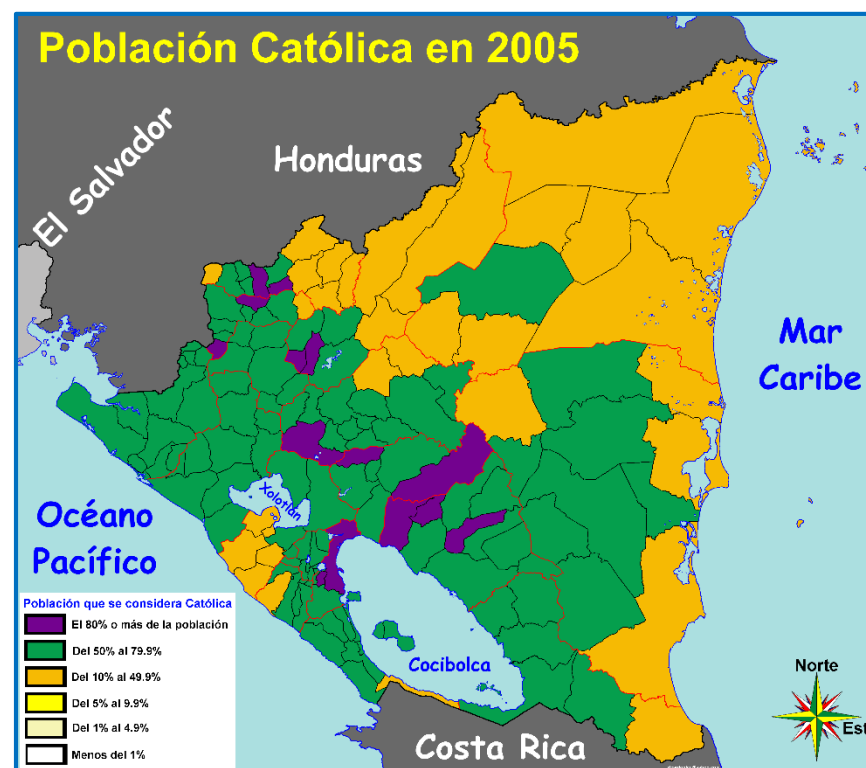 Población Católica en 2005
El Salvador
Honduras
Mar
Caribe
Xolotlán
Océano
Pacífico
Cocibolca
Costa Rica
Norte
Est
Población que se considera Católica
El 80% o más de la población
Del 50% al 79.9%
Del 10% al 49.9%
Del 5% al 9.9%
Del 1% al 4.9%
Menos del 1%